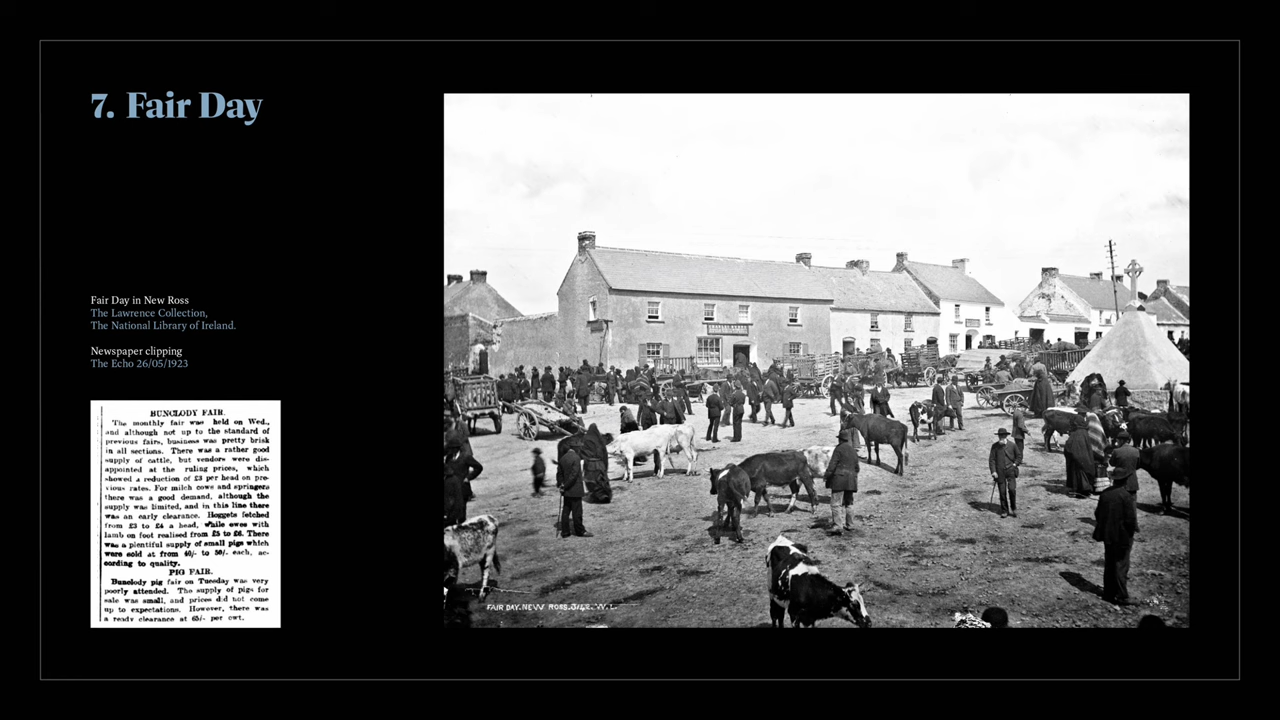 7. Fair Day
Fair Day in New Ross
The Lawrence Collection,
The National Library of Ireland.
Newspaper clipping
The Echo 26/05/1923
BUNCLODY FAIR.
The monthly fair was held on Wed.,
and although not up to the standard of
previous fairs, business was pretty brisk
in all sections. There was a rather good
supply of cattle, but vendors were dis-
appointed at the ruling prices, which
showed a reduction of £3 per head on pre-
vious rates. For milch cows and springers
there was a good demand, although the
supply was limited, and in this line there
was an early clearance. Hoggets fetched
from £3 to £4 a head, while ewes with
lamb on foot realised from £5 to £6. There
was a plentiful supply of small pigs which
were sold at from 40/- to 50/- each, ac-
cording to quality.
PIG FAIR.
Bunclody pig fair on Tuesday was very
poorly attended. The supply of pigs for
sale was small, and prices did not come
up to expectations. However, there was
a ready clearance at 65/- per cwt.
FAIR DAY. NEW ROSS. 3142. W.L.